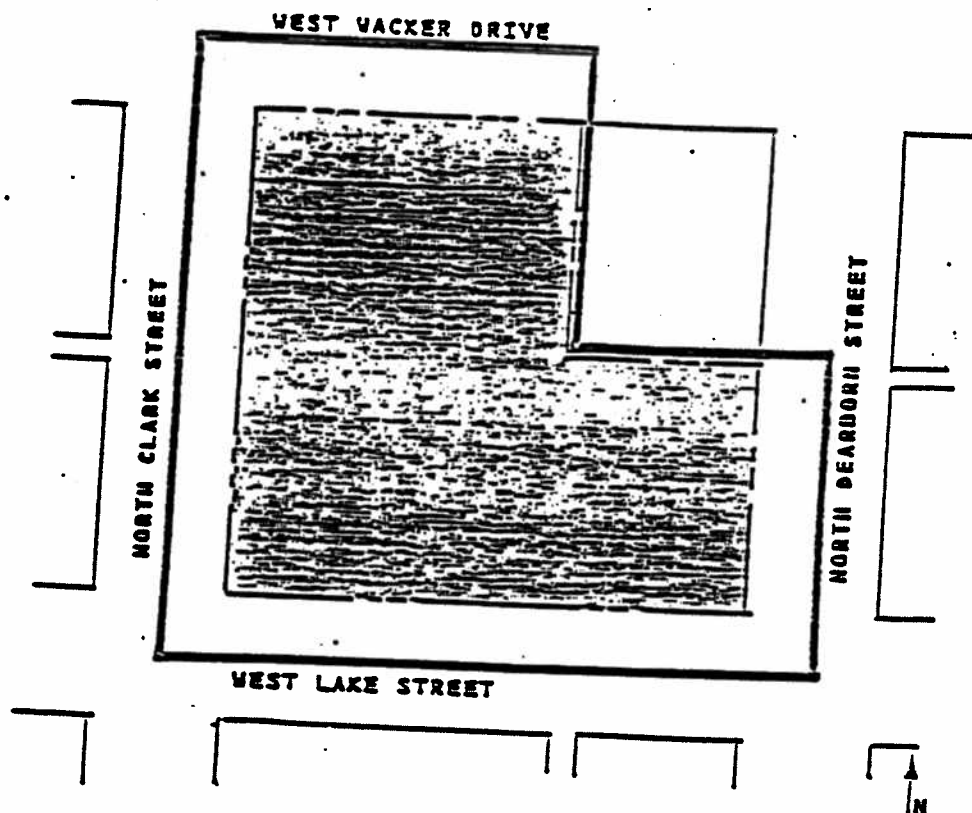 WEST WACKER DRIVE
NORTH CLARK STREET
NORTH DEARBORN STREET
WEST LAKE STREET
N